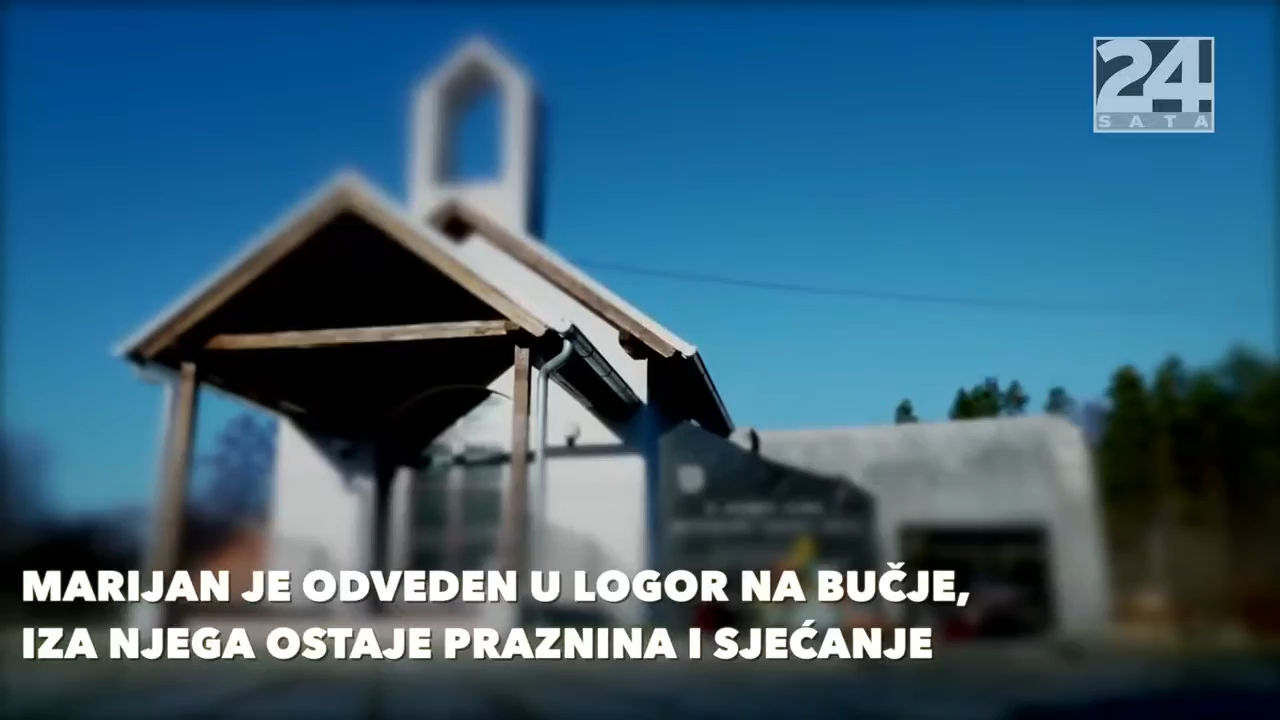 24
SATA
MARIJAN JE ODVEDEN U LOGOR NA BUČJE,
IZA NJEGA OSTAJE PRAZNINA I SJEĆANJE